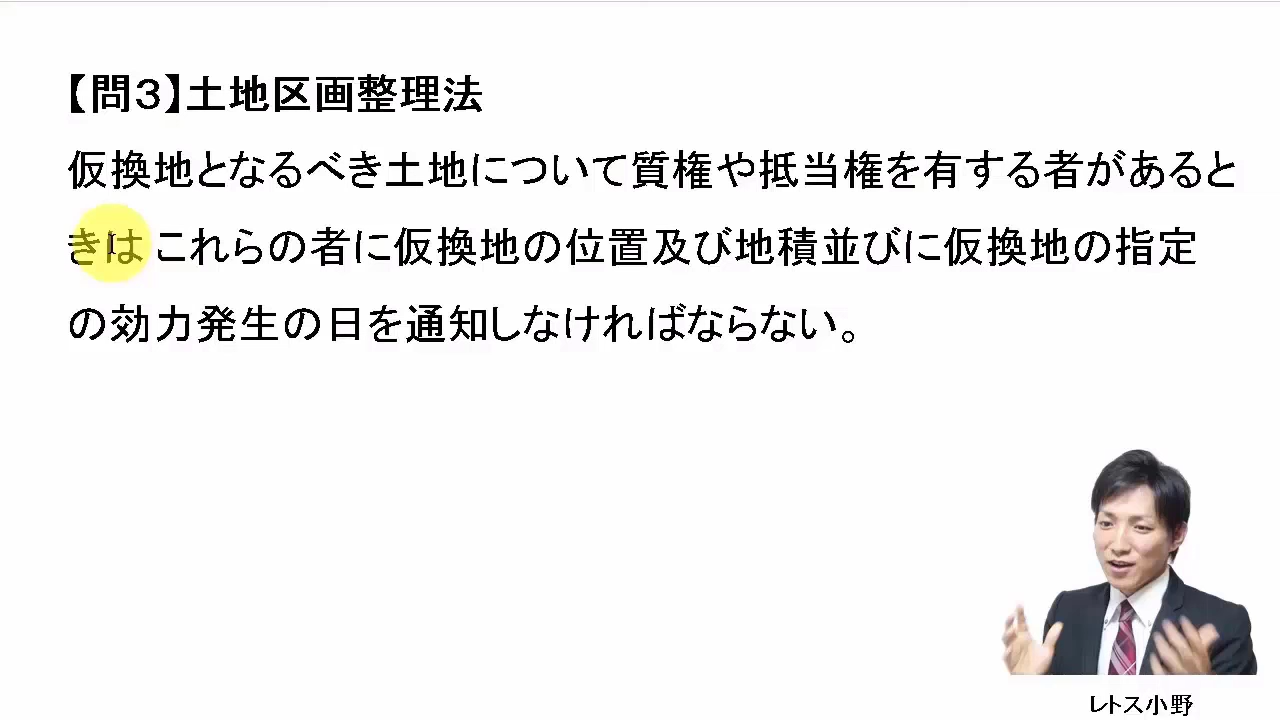 【問３】土地区画整理法
仮換地となるべき土地について質権や抵当権を有する者があると
きは これらの者に仮換地の位置及び地積並びに仮換地の指定
の効力発生の日を通知しなければならない。
レトス小野